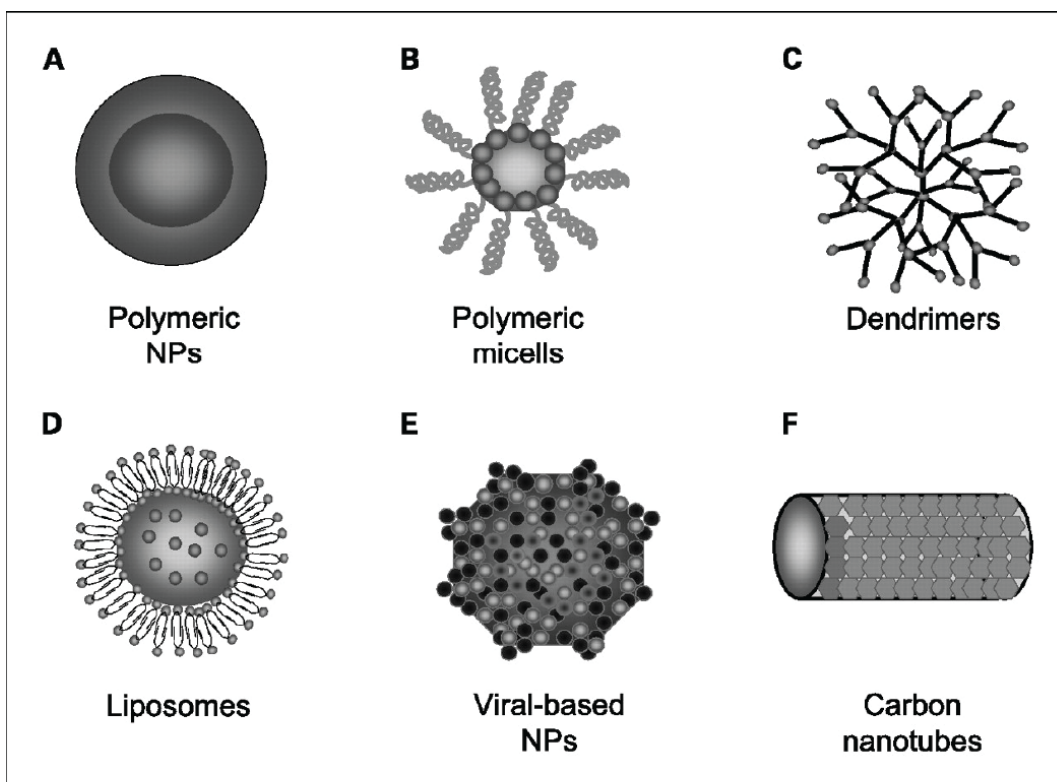 A
B
C
Polymeric
NPs
Polymeric
micells
Dendrimers
D
E
F
Liposomes
Viral-based
NPs
Carbon
nanotubes